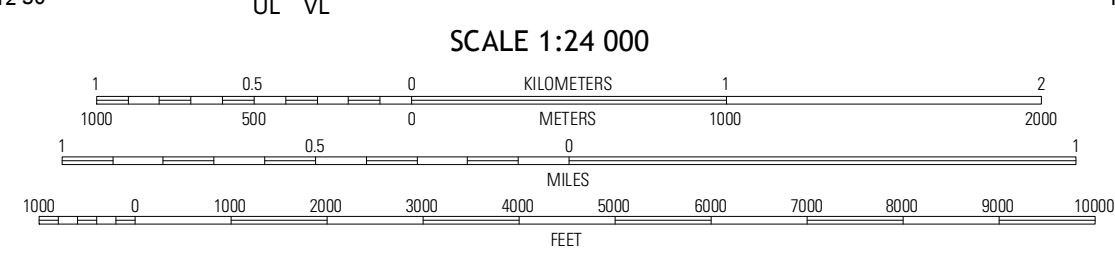 UL VL
SCALE 1:24 000
1 0.5 0 KILOMETERS 1 2
1000 500 0 METERS 1000 2000
1 0.5 0 1
MILES
1000 0 1000 2000 3000 4000 5000 6000 7000 8000 9000 10000
FEET